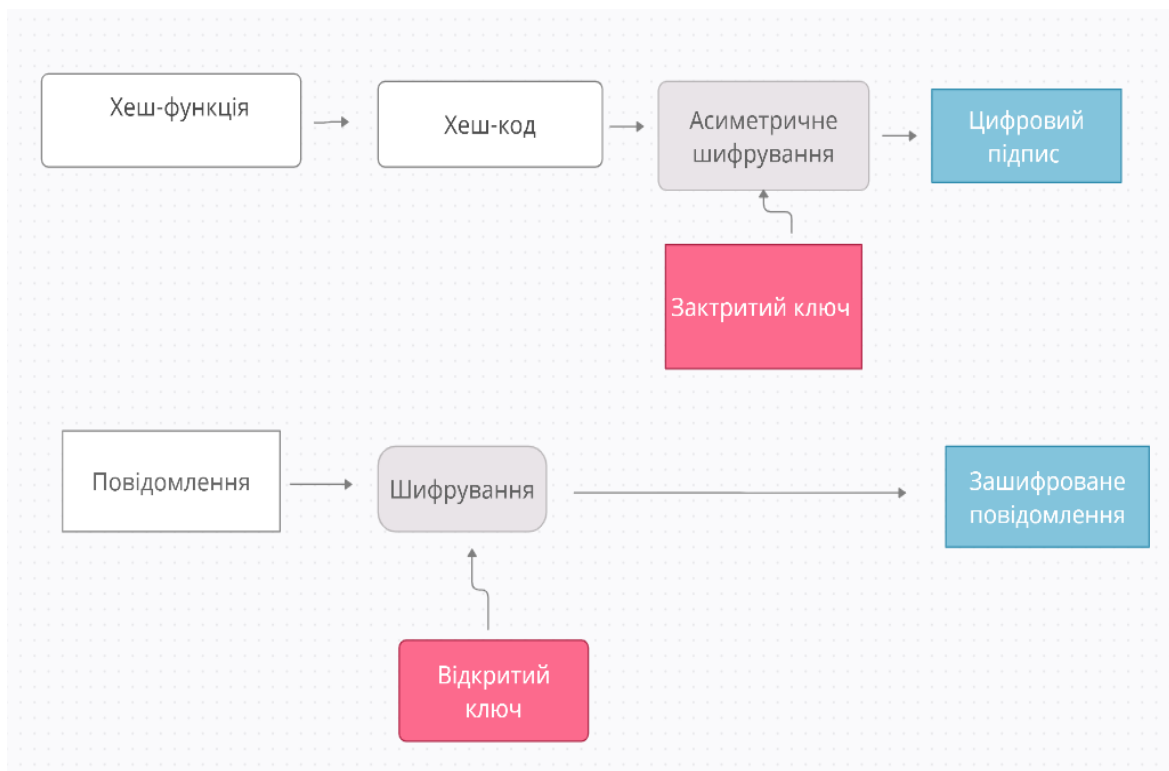 Хеш-функція
Хеш-код
Асиметричне
шифрування
Цифровий
підпис
Зактритий ключ
Повідомлення
Шифрування
Зашифроване
повідомлення
Відкритий
ключ